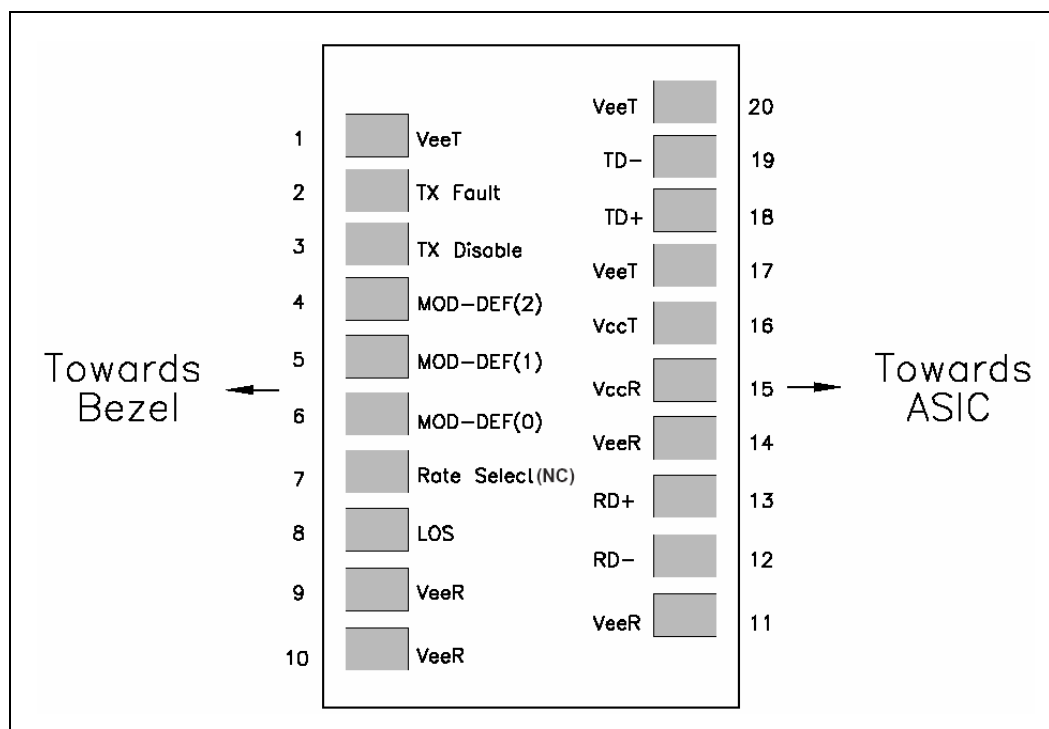 VeeT 20
1 VeeT
TD- 19
2 TX Fault
TD+ 18
3 TX Disable
VeeT 17
4 MOD-DEF(2)
VccT 16
5 MOD-DEF(1)
Towards
Bezel
VccR 15
Towards
ASIC
6 MOD-DEF(0)
VeeR 14
7 Rate Select(NC)
RD+ 13
8 LOS
RD- 12
9 VeeR
VeeR 11
10 VeeR